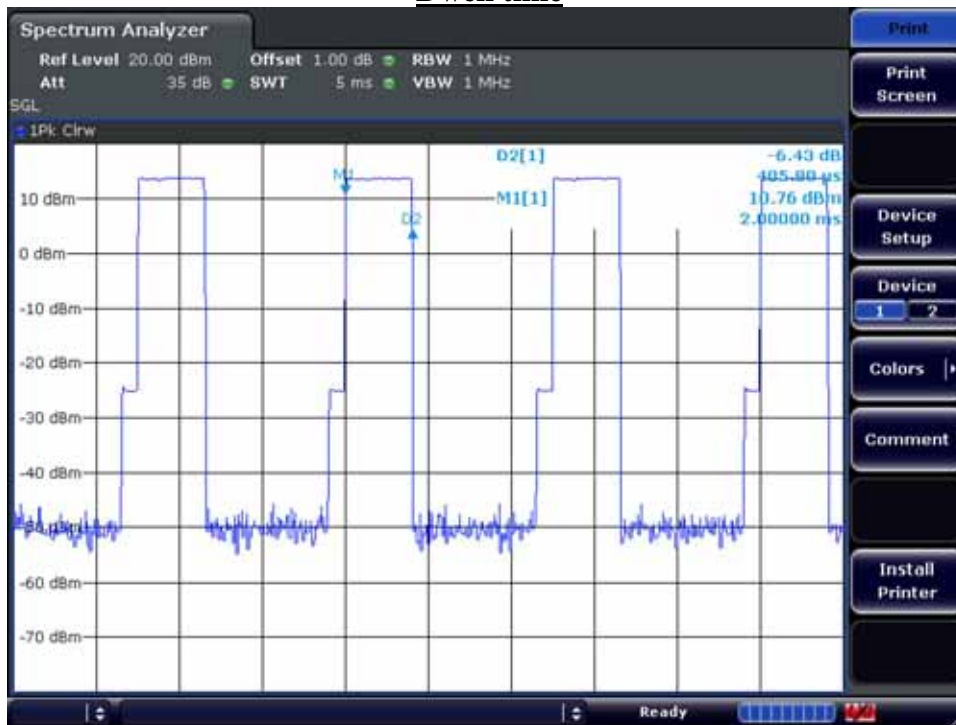 Dwell time
Spectrum Analyzer
Ref Level 20.00 dBm Offset 1.00 dB RBW 1 MHz
Att 35 dB SWT 5 ms VBW 1 MHz
SGL
1Pk Clrw
D2[1] -6.43 dB
405.80 µs
M1[1] 10.76 dBm
2.00000 ms
M1
D2
10 dBm
0 dBm
-10 dBm
-20 dBm
-30 dBm
-40 dBm
-50 dBm
-60 dBm
-70 dBm
Print
Print Screen
Device Setup
Device
1 2
Colors
Comment
Install Printer
Ready